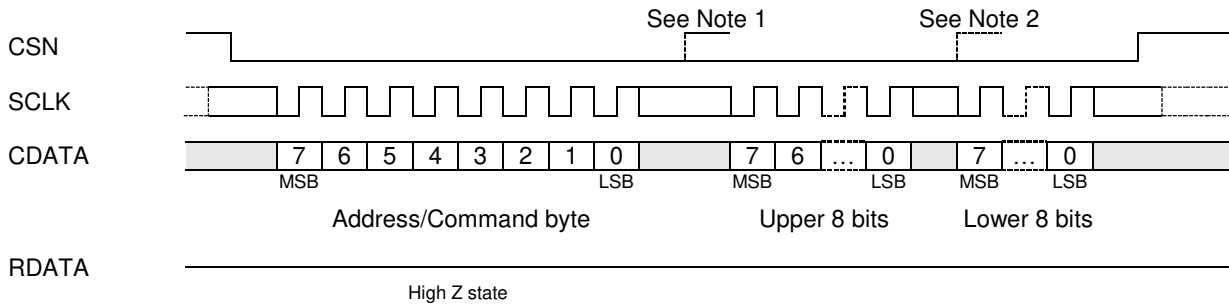 See Note 1 See Note 2
CSN
SCLK
CDATA 7 6 5 4 3 2 1 0 7 6 … 0 7 … 0
MSB LSB MSB LSB MSB LSB
Address/Command byte Upper 8 bits Lower 8 bits
RDATA
High Z state